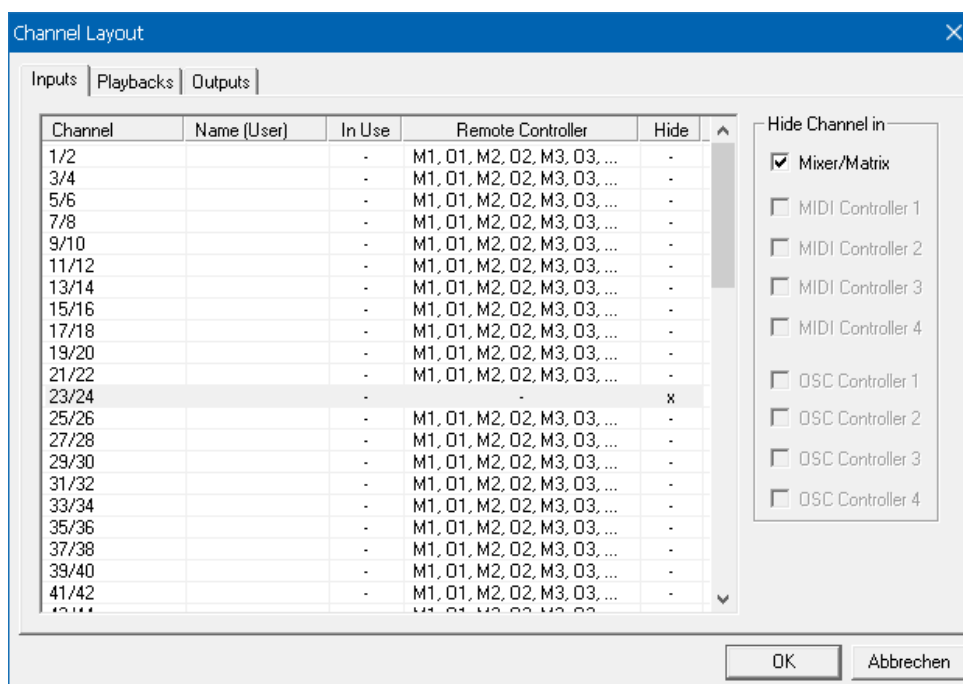 Channel Layout
Inputs Playbacks Outputs
Channel Name (User) In Use Remote Controller Hide
1/2 - M1, O1, M2, O2, M3, O3, ... -
3/4 - M1, O1, M2, O2, M3, O3, ... -
5/6 - M1, O1, M2, O2, M3, O3, ... -
7/8 - M1, O1, M2, O2, M3, O3, ... -
9/10 - M1, O1, M2, O2, M3, O3, ... -
11/12 - M1, O1, M2, O2, M3, O3, ... -
13/14 - M1, O1, M2, O2, M3, O3, ... -
15/16 - M1, O1, M2, O2, M3, O3, ... -
17/18 - M1, O1, M2, O2, M3, O3, ... -
19/20 - M1, O1, M2, O2, M3, O3, ... -
21/22 - M1, O1, M2, O2, M3, O3, ... -
23/24 - - x
25/26 - M1, O1, M2, O2, M3, O3, ... -
27/28 - M1, O1, M2, O2, M3, O3, ... -
29/30 - M1, O1, M2, O2, M3, O3, ... -
31/32 - M1, O1, M2, O2, M3, O3, ... -
33/34 - M1, O1, M2, O2, M3, O3, ... -
35/36 - M1, O1, M2, O2, M3, O3, ... -
37/38 - M1, O1, M2, O2, M3, O3, ... -
39/40 - M1, O1, M2, O2, M3, O3, ... -
41/42 - M1, O1, M2, O2, M3, O3, ... -
Hide Channel in
Mixer/Matrix
MIDI Controller 1
MIDI Controller 2
MIDI Controller 3
MIDI Controller 4
OSC Controller 1
OSC Controller 2
OSC Controller 3
OSC Controller 4
OK Abbrechen